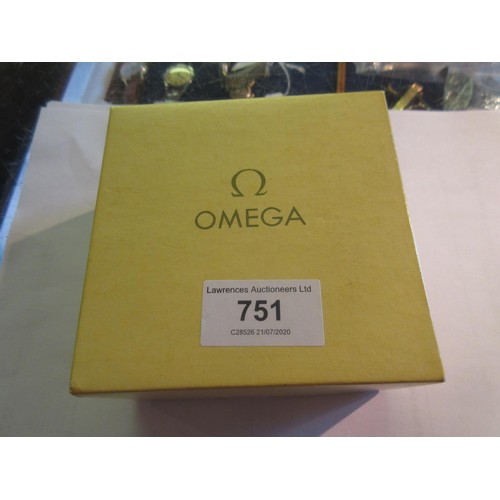 Ω
OMEGA
Lawrences Auctioneers Ltd
751
C28526 21/07/2020